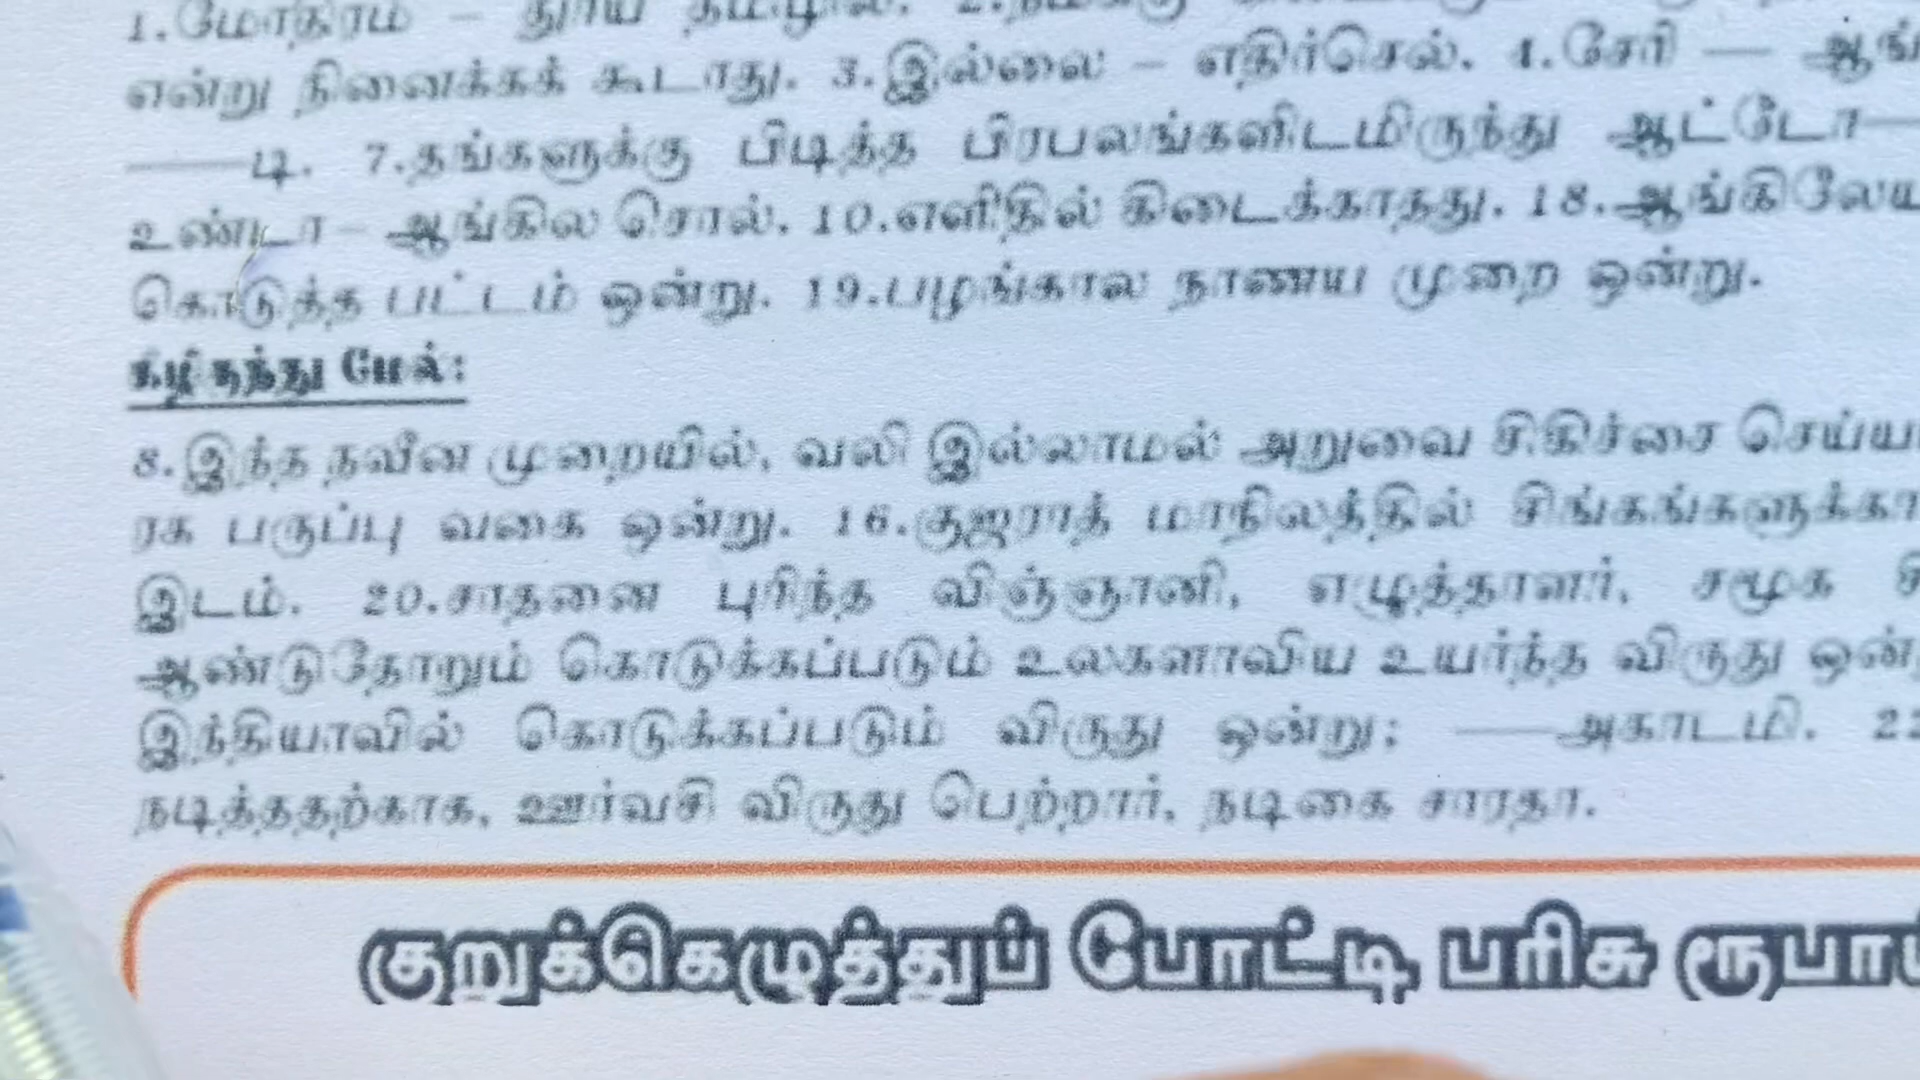 1.மோதிரம் – தூய தமிழில். 2.நமக்கு
என்று நினைக்கக் கூடாது. 3.இல்லை – எதிர்செல். 4.சேரி —
——டி. 7.தங்களுக்கு பிடித்த பிரபலங்களிடமிருந்து ஆட்டோ—
உண்டா – ஆங்கில சொல். 10.எளிதில் கிடைக்காதது. 18.ஆங்கிலேய
கொடுத்த பட்டம் ஒன்று. 19.பழங்கால நாணய முறை ஒன்று.
கீழிருந்து மேல்:
8.இந்த நவீன முறையில், வலி இல்லாமல் அறுவை சிகிச்சை செய்ய
ரக பருப்பு வகை ஒன்று. 16.குஜராத் மாநிலத்தில் சிங்கங்களுக்கா
இடம். 20.சாதனை புரிந்த விஞ்ஞானி, எழுத்தாளர், சமூக
ஆண்டுதோறும் கொடுக்கப்படும் உலகளாவிய உயர்ந்த விருது
இந்தியாவில் கொடுக்கப்படும் விருது ஒன்று; ——அகாடமி. 22
நடித்ததற்காக, ஊர்வசி விருது பெற்றார், நடிகை சாரதா.
குறுக்கெழுத்துப் போட்டி பரிசு ரூபாய்